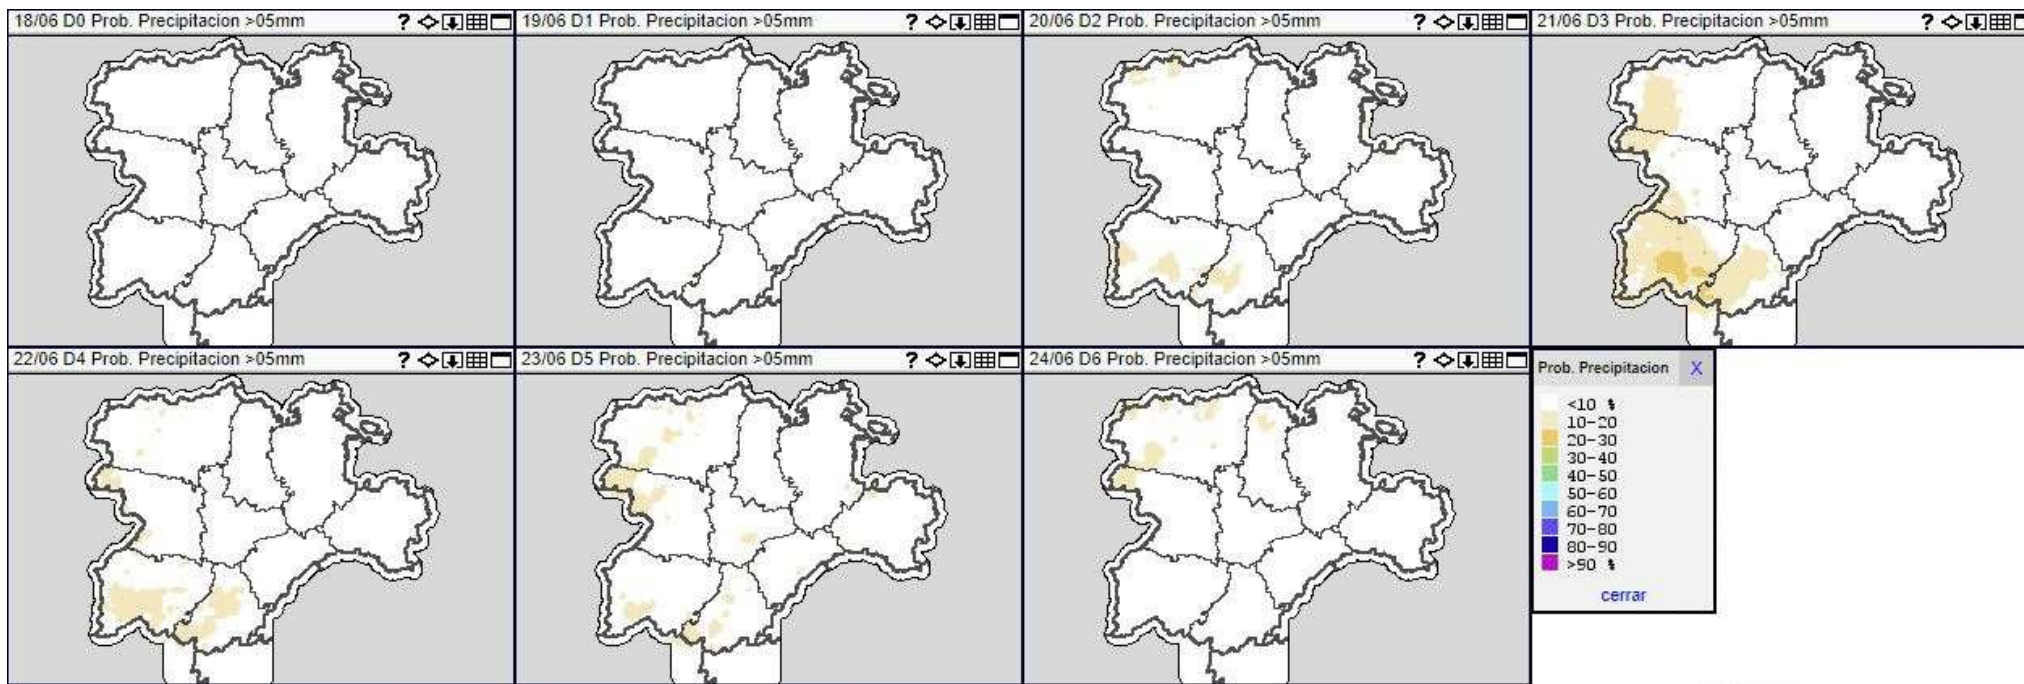 18/06 D0 Prob. Precipitacion >05mm ?
19/06 D1 Prob. Precipitacion >05mm ?
20/06 D2 Prob. Precipitacion >05mm ?
21/06 D3 Prob. Precipitacion >05mm ?
22/06 D4 Prob. Precipitacion >05mm ?
23/06 D5 Prob. Precipitacion >05mm ?
24/06 D6 Prob. Precipitacion >05mm ?
Prob. Precipitacion X
<10 %
10-20
20-30
30-40
40-50
50-60
60-70
70-80
80-90
>90 %
cerrar